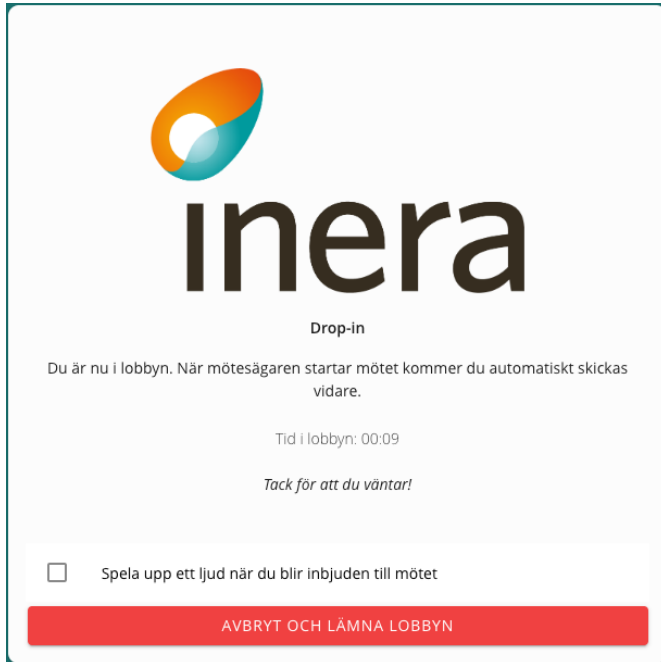 inera
Drop-in
Du är nu i lobbyn. När mötesägaren startar mötet kommer du automatiskt skickas
vidare.
Tid i lobbyn: 00:09
Tack för att du väntar!
Spela upp ett ljud när du blir inbjuden till mötet
AVBRYT OCH LÄMNA LOBBYN